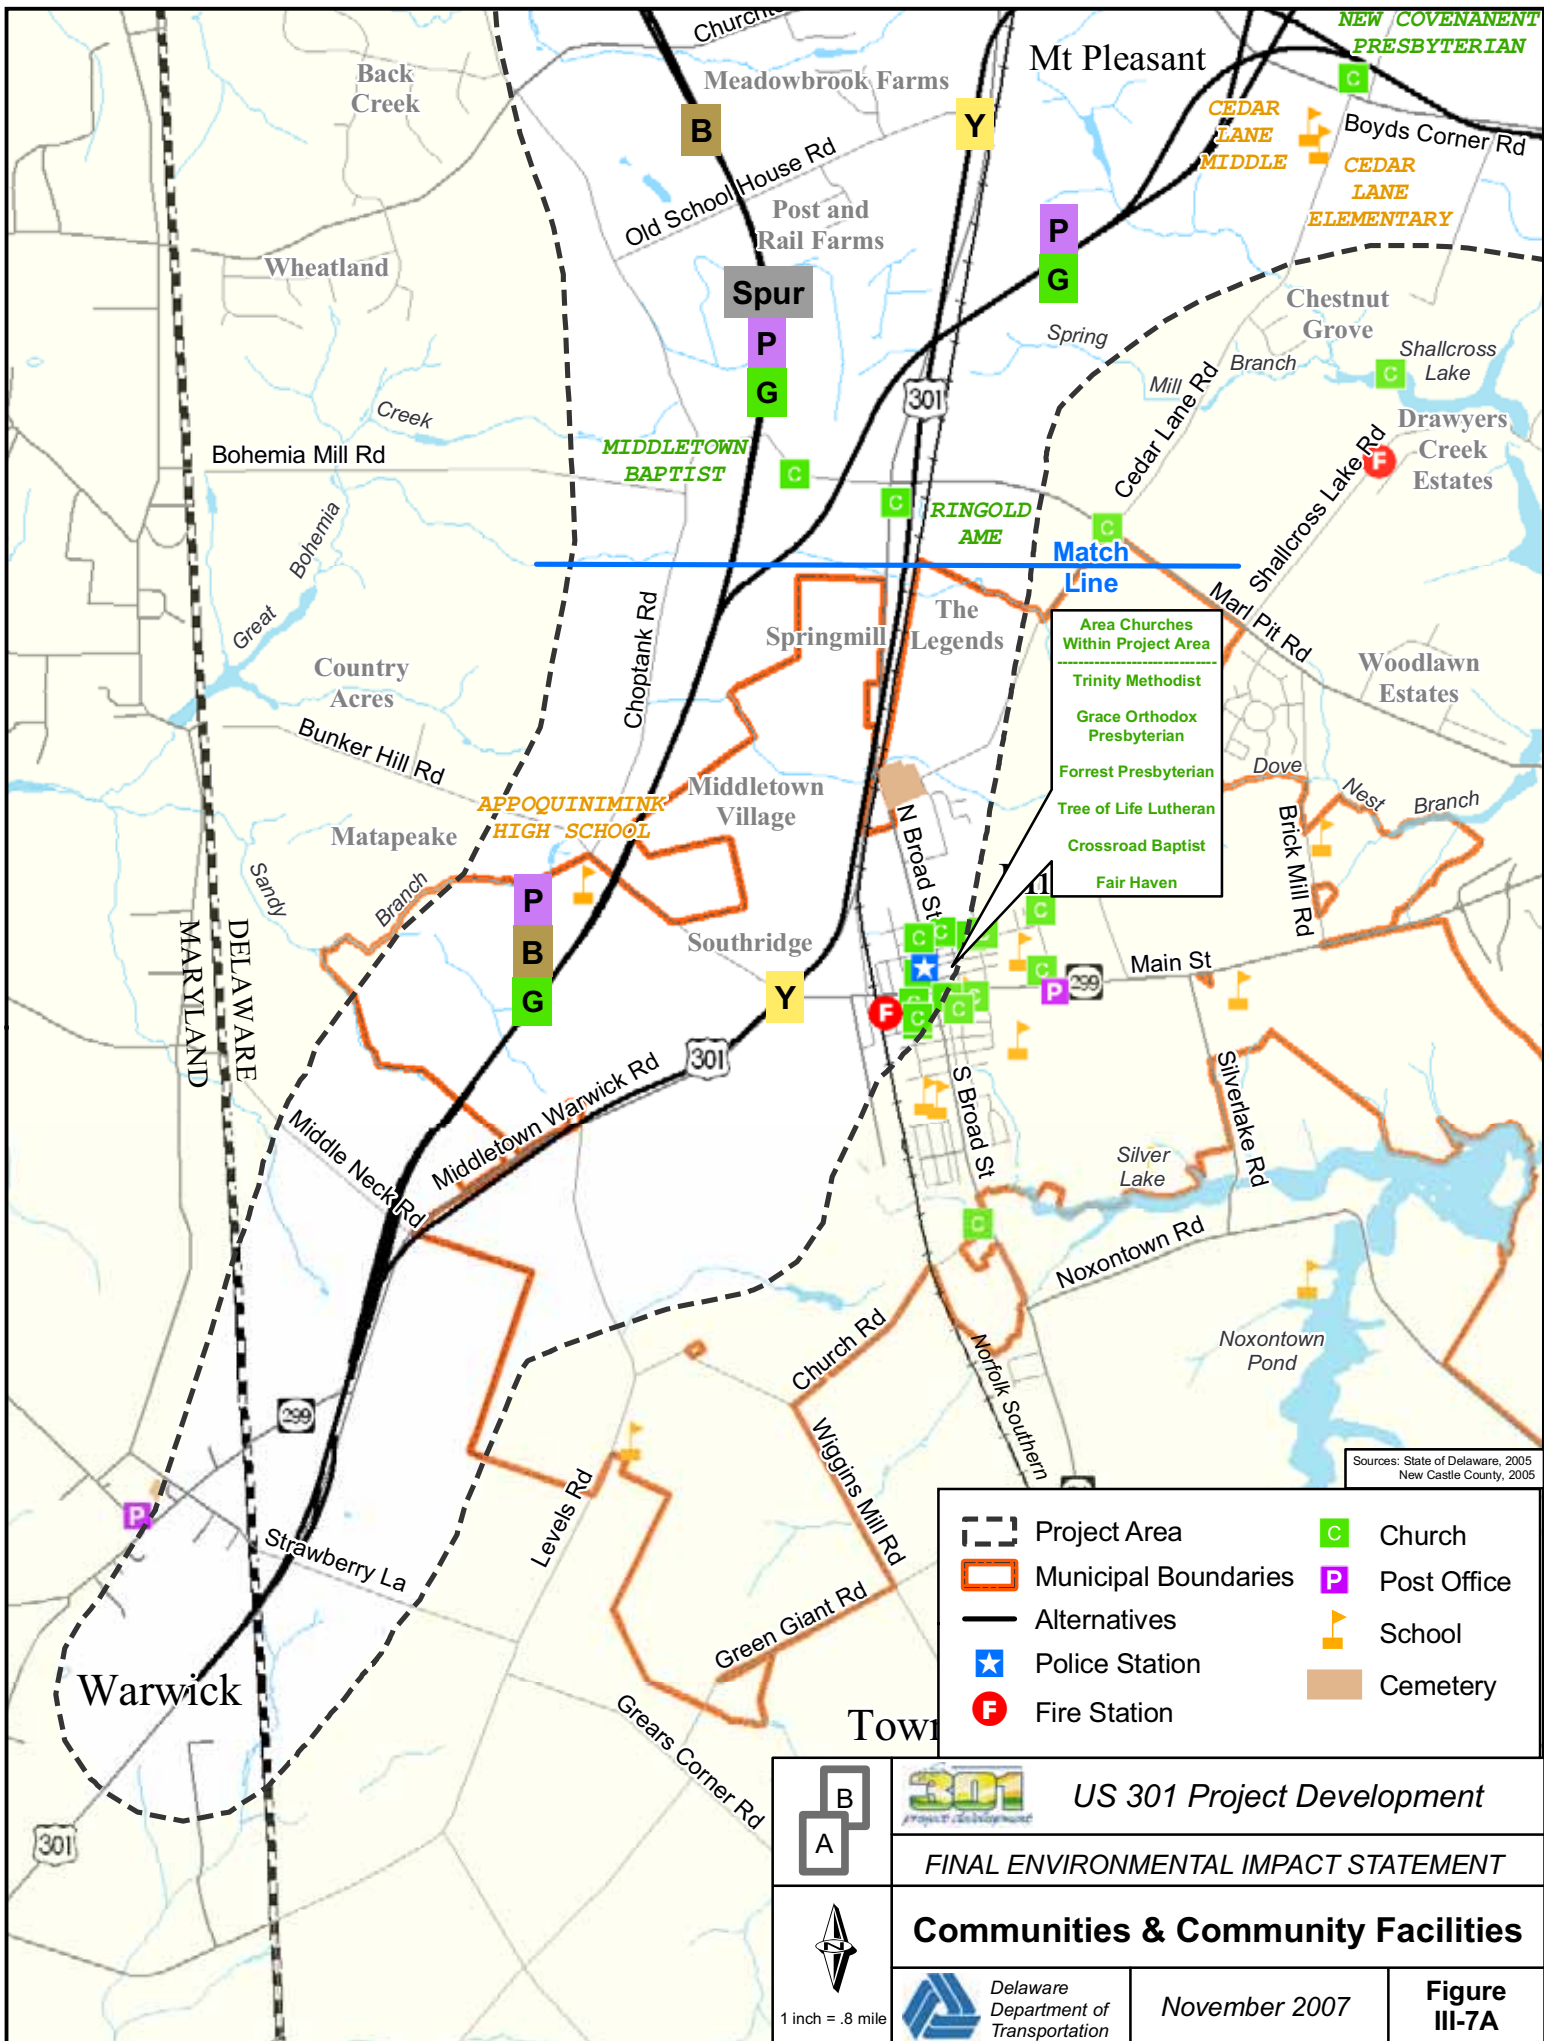 NEW COVENANENT
PRESBYTERIAN
Mt Pleasant
Back
Creek
Meadowbrook Farms
B
Y
CEDAR
LANE
MIDDLE
Boyds Corner Rd
CEDAR
LANE
ELEMENTARY
Old School House Rd
Post and
Rail Farms
P
G
Wheatland
Spur
P
G
Chestnut
Grove
Spring
Mill
Branch
Shallcross
Lake
C
301
Creek
Bohemia Mill Rd
MIDDLETOWN
BAPTIST
C
C
RINGOLD
AME
Cedar Lane Rd
Drawyers
Creek
Estates
F
Shallcross Lake Rd
C
Match
Line
Great
Bohemia
Choptank Rd
Springmill
The
Legends
Marl Pit Rd
Area Churches
Within Project Area
-------------------------------
Trinity Methodist
Grace Orthodox
Presbyterian
Forrest Presbyterian
Tree of Life Lutheran
Crossroad Baptist
Fair Haven
Woodlawn
Estates
Country
Acres
Bunker Hill Rd
Middletown
Village
APPOQUINIMINK
HIGH SCHOOL
Matapeake
Dove
Nest
Branch
Brick Mill Rd
N Broad St
Sandy
Branch
P
B
G
Southridge
Y
MARYLAND
DELAWARE
C
C
C
C
P
299
Main St
F
C
C
301
Middletown Warwick Rd
Middle Neck Rd
S Broad St
Silverlake Rd
Silver
Lake
C
Noxontown Rd
Noxontown
Pond
Church Rd
Norfolk Southern
Wiggins Mill Rd
299
P
Strawberry La
Levels Rd
Green Giant Rd
Grears Corner Rd
Warwick
301
Sources: State of Delaware, 2005
New Castle County, 2005
Project Area
Municipal Boundaries
Alternatives
Police Station
F Fire Station
C Church
P Post Office
School
Cemetery
B
A
301
project development
US 301 Project Development
FINAL ENVIRONMENTAL IMPACT STATEMENT
N
1 inch = .8 mile
Communities & Community Facilities
Delaware
Department of
Transportation
November 2007
Figure
III-7A